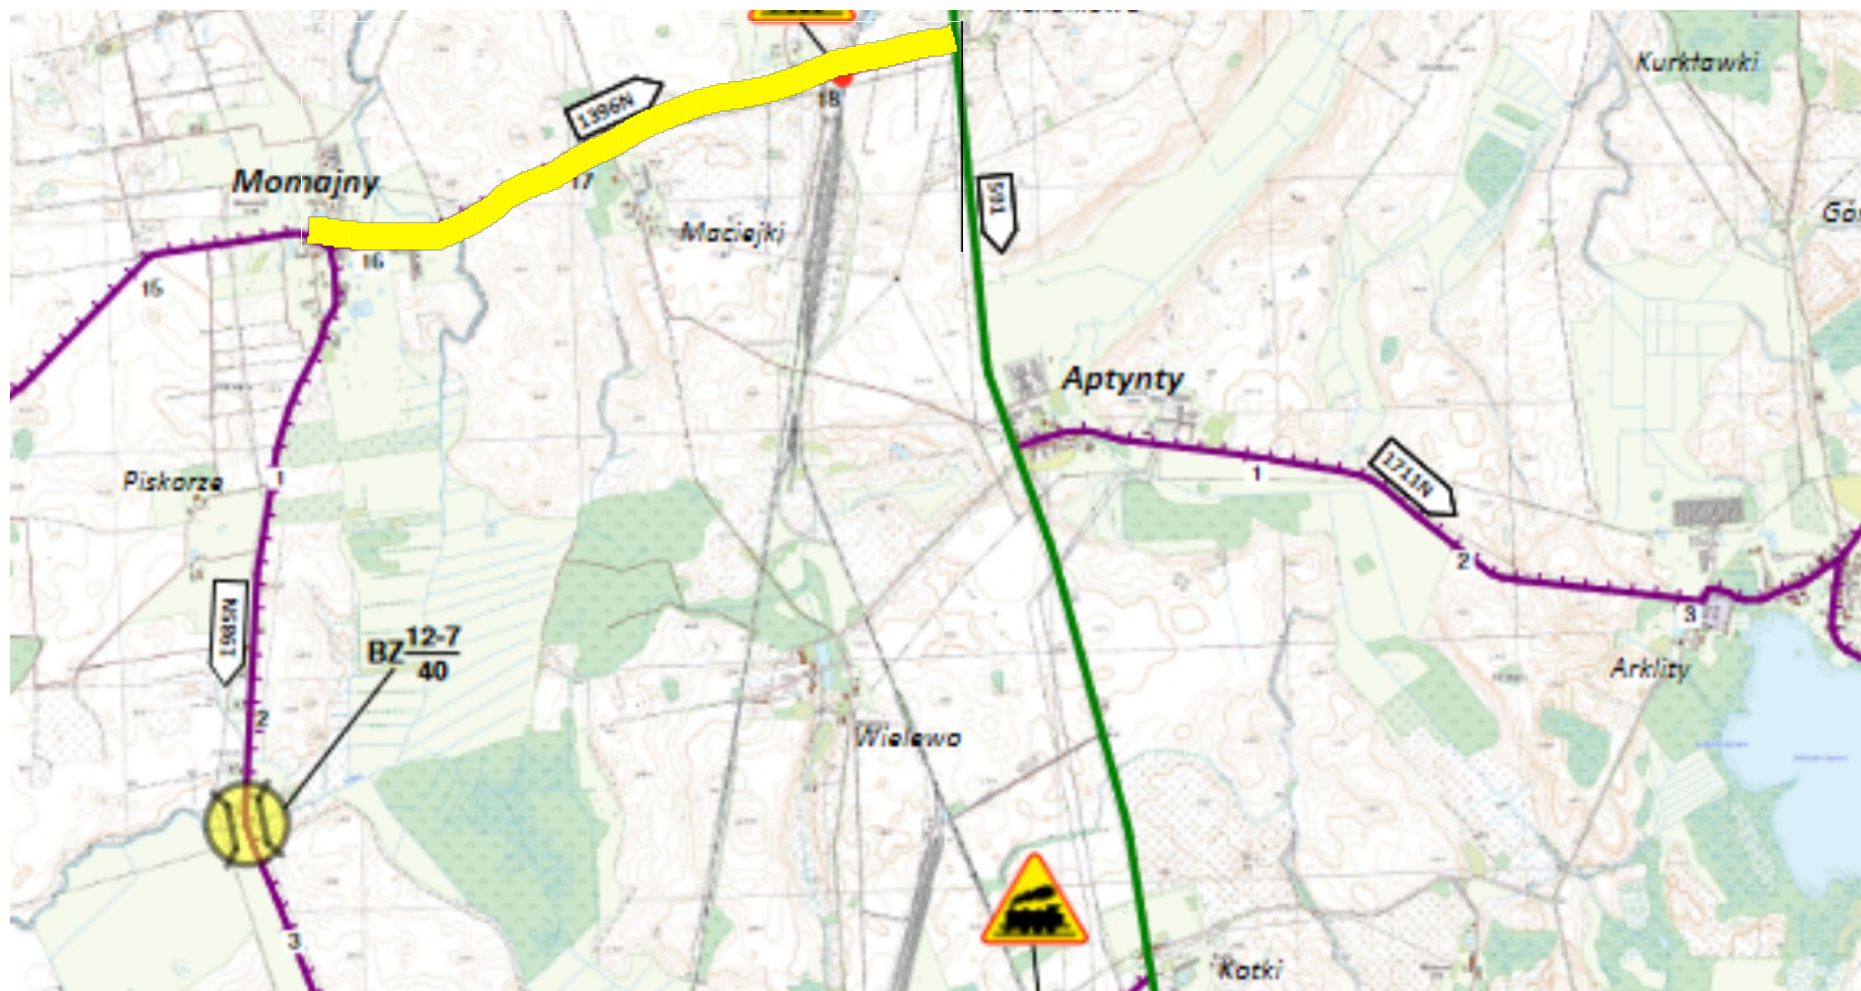 Kurkławki
1396N
18
Momajny
17
591
Maciejki
16
15
Aptynty
1
1711N
Piskorze
1
2
3
1985N
BZ 12-7
40
Arklity
2
Wielewo
3
Kotki